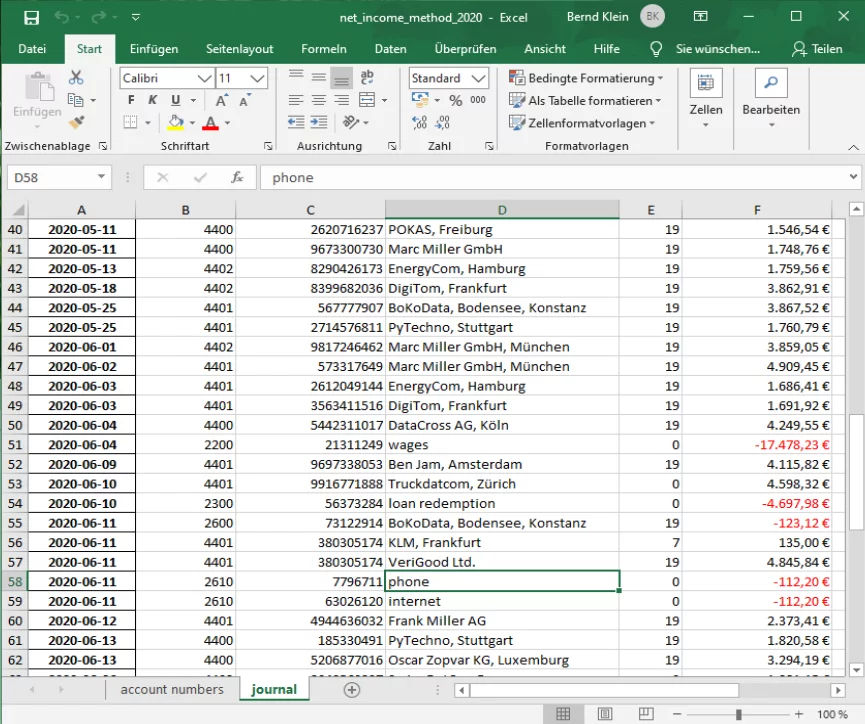 net_income_method_2020 - Excel Bernd Klein BK
Datei Start Einfügen Seitenlayout Formeln Daten Überprüfen Ansicht Hilfe Sie wünschen... Teilen
Einfügen
Calibri 11
F K U A A A
ab
Standard
% 000
Bedingte Formatierung
Als Tabelle formatieren
Zellenformatvorlagen
Zellen
Bearbeiten
Zwischenablage Schriftart Ausrichtung Zahl Formatvorlagen
D58 fx phone
A B C D E F
40 2020-05-11 4400 2620716237 POKAS, Freiburg 19 1.546,54 €
41 2020-05-11 4400 9673300730 Marc Miller GmbH 19 1.748,76 €
42 2020-05-13 4402 8290426173 EnergyCom, Hamburg 19 1.759,56 €
43 2020-05-18 4402 8399682036 DigiTom, Frankfurt 19 3.862,91 €
44 2020-05-25 4401 567777907 BoKoData, Bodensee, Konstanz 19 3.867,52 €
45 2020-05-25 4401 2714576811 PyTechno, Stuttgart 19 1.760,79 €
46 2020-06-01 4402 9817246462 Marc Miller GmbH, München 19 3.859,05 €
47 2020-06-02 4401 573317649 Marc Miller GmbH, München 19 4.909,45 €
48 2020-06-03 4401 2612049144 EnergyCom, Hamburg 19 1.686,41 €
49 2020-06-03 4401 3563411516 DigiTom, Frankfurt 19 1.691,92 €
50 2020-06-04 4400 5442311017 DataCross AG, Köln 19 4.249,55 €
51 2020-06-04 2200 21311249 wages 0 -17.478,23 €
52 2020-06-09 4401 9697338053 Ben Jam, Amsterdam 19 4.115,82 €
53 2020-06-10 4401 9916771888 Truckdatcom, Zürich 0 4.598,32 €
54 2020-06-10 2300 56373284 loan redemption 0 -4.697,98 €
55 2020-06-11 2600 73122914 BoKoData, Bodensee, Konstanz 19 -123,12 €
56 2020-06-11 4401 380305174 KLM, Frankfurt 7 135,00 €
57 2020-06-11 4401 380305174 VeriGood Ltd. 19 4.845,84 €
58 2020-06-11 2610 7796711 phone 0 -112,20 €
59 2020-06-11 2610 63026120 internet 0 -112,20 €
60 2020-06-12 4401 4944636032 Frank Miller AG 19 2.373,41 €
61 2020-06-13 4400 185330491 PyTechno, Stuttgart 19 1.820,58 €
62 2020-06-13 4400 5206877016 Oscar Zopvar KG, Luxemburg 19 3.294,19 €
account numbers journal
100 %